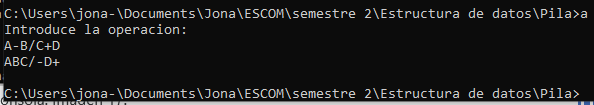 C:\Users\jona-\Documents\Jona\ESCOM\semestre 2\Estructura de datos\Pila>a
Introduce la operacion:
A-B/C+D
ABC/-D+
C:\Users\jona-\Documents\Jona\ESCOM\semestre 2\Estructura de datos\Pila>